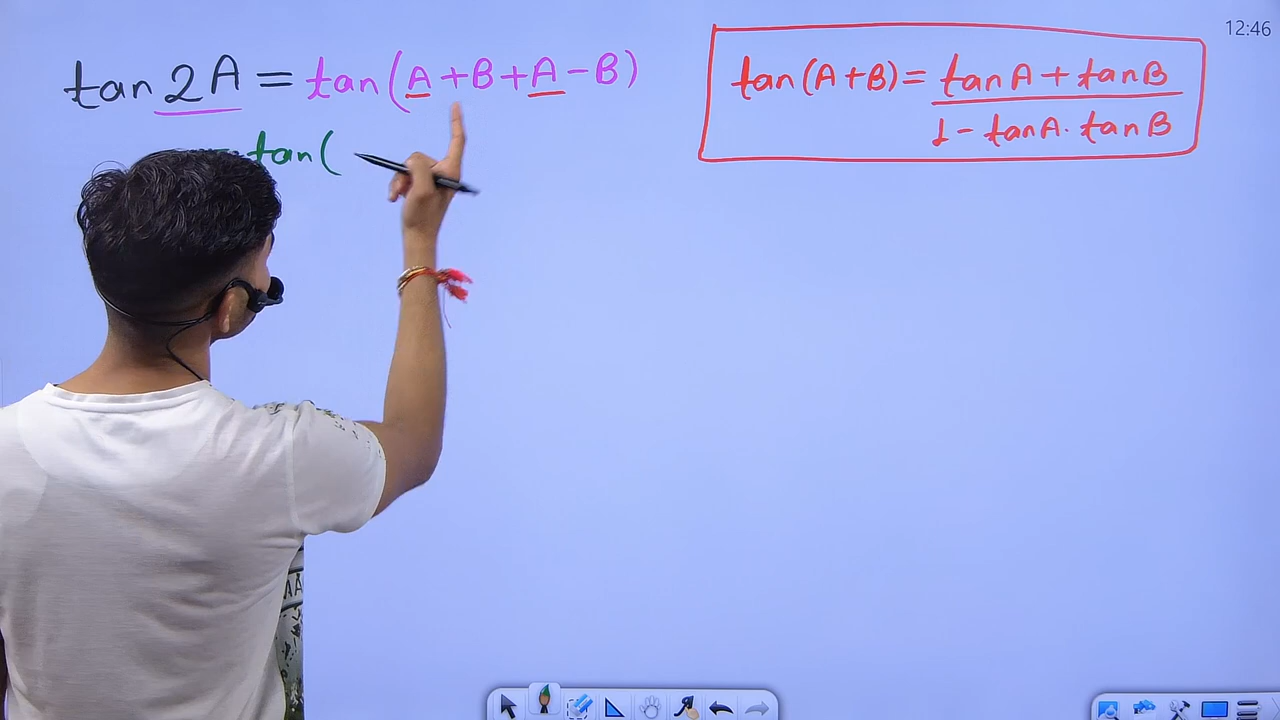 12:46
tan 2A = tan(A+B+A-B)
= tan(
tan(A+B) = tanA + tanB
1 - tanA · tanB